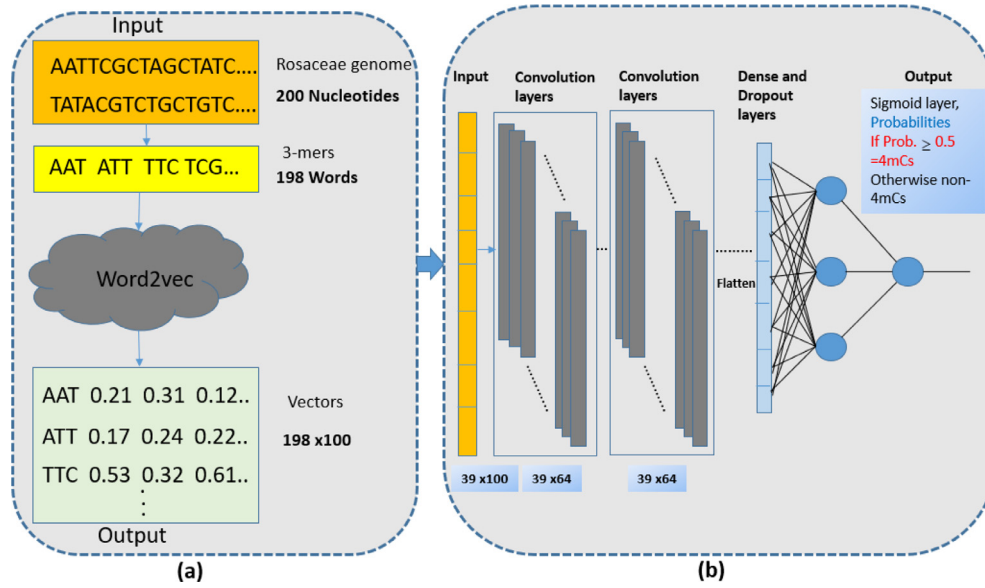 Input
AATTCGCTAGCTATC....
TATACGTCTGCTGTC....
Rosaceae genome
200 Nucleotides
AAT ATT TTC TCG...
3-mers
198 Words
Word2vec
AAT 0.21 0.31 0.12..
ATT 0.17 0.24 0.22..
TTC 0.53 0.32 0.61..
Vectors
198 x100
Output
(a)
Input
Convolution
layers
Convolution
layers
Dense and
Dropout
layers
Output
Sigmoid layer,
Probabilities
If Prob. ≥ 0.5
=4mCs
Otherwise non-
4mCs
Flatten
39 x100
39 x64
39 x64
(b)